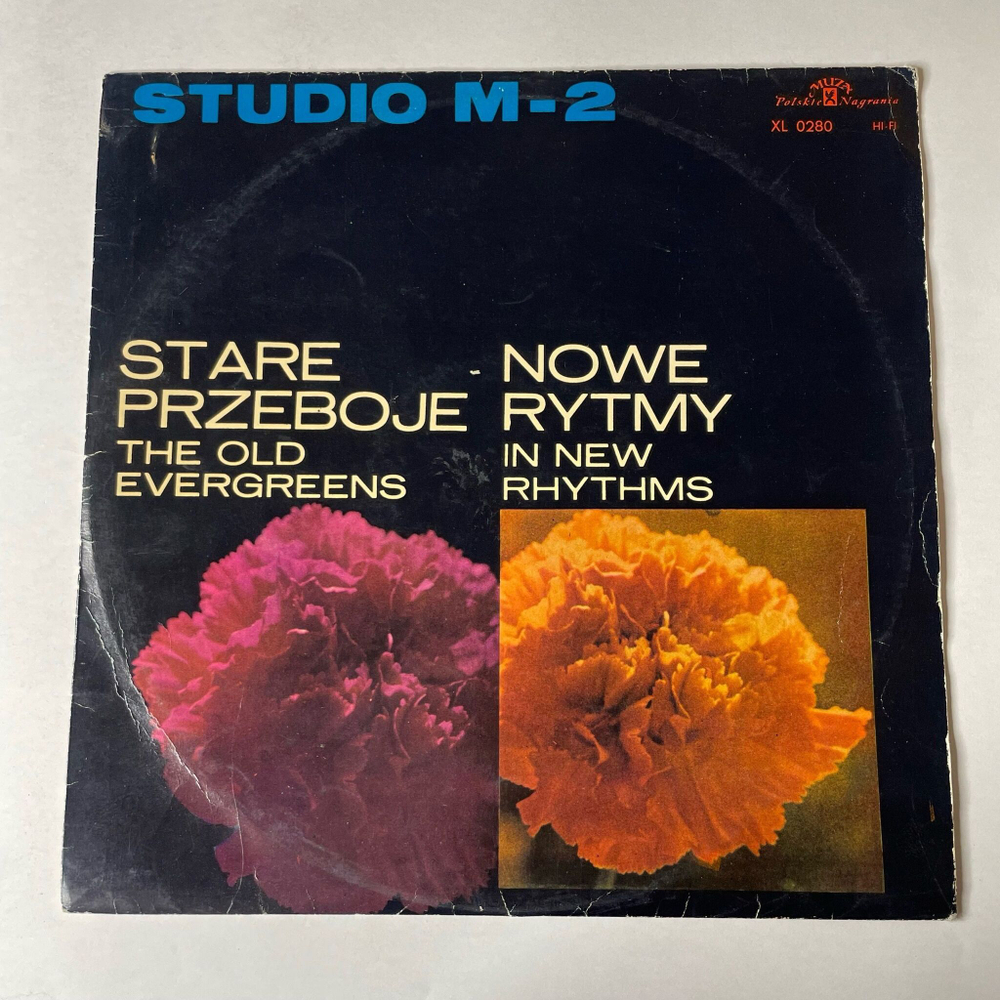 STUDIO M-2
MUZA
Polskie Nagrania
XL 0280 HI-FI
STARE
PRZEBOJE
THE OLD
EVERGREENS
NOWE
RYTMY
IN NEW
RHYTHMS